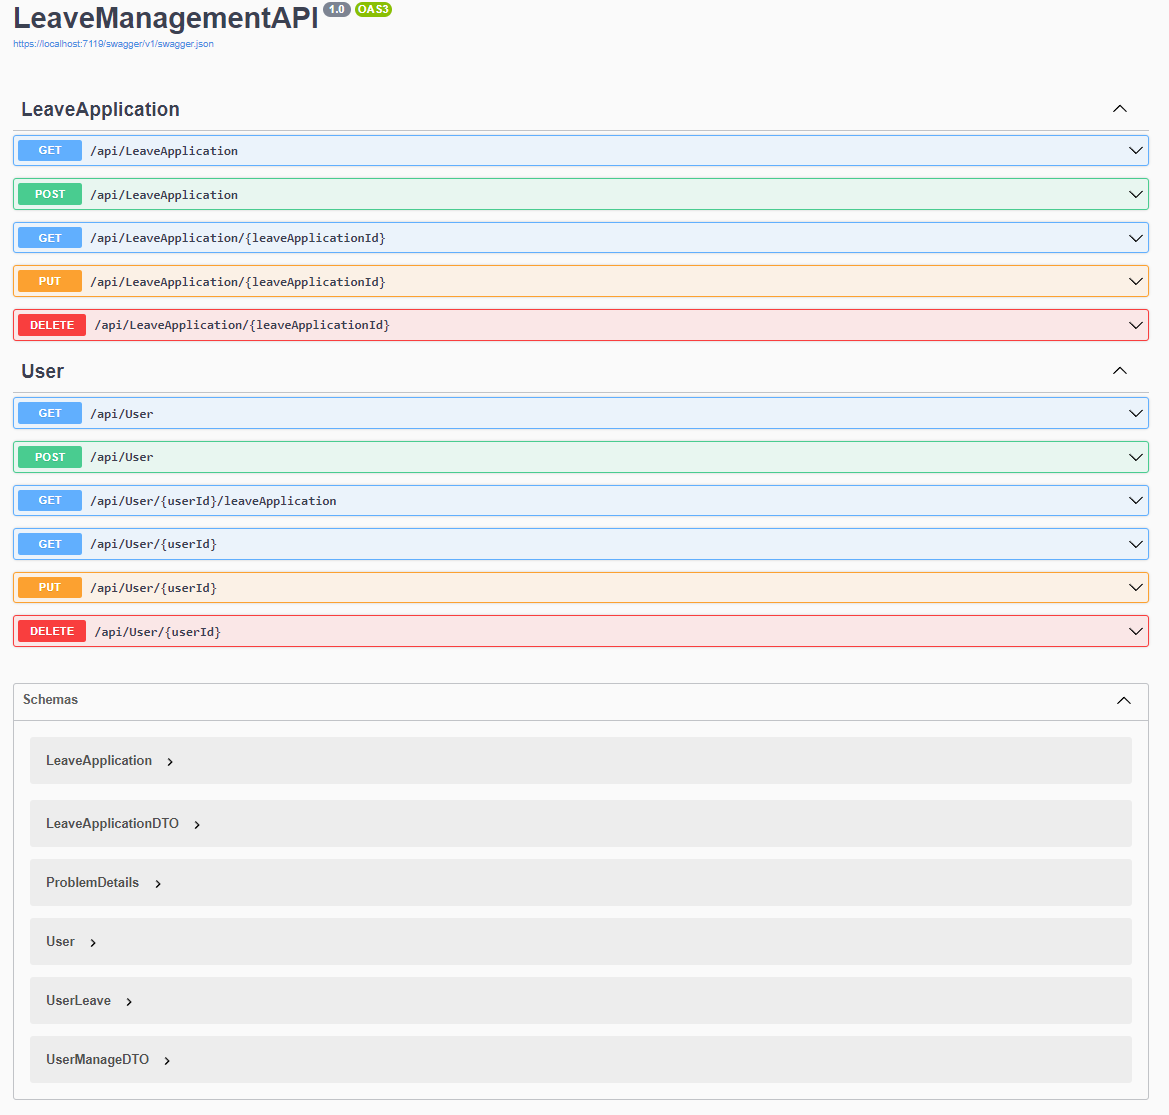 LeaveManagementAPI 1.0 OAS3
https://localhost:7119/swagger/v1/swagger.json
LeaveApplication
GET /api/LeaveApplication
POST /api/LeaveApplication
GET /api/LeaveApplication/{leaveApplicationId}
PUT /api/LeaveApplication/{leaveApplicationId}
DELETE /api/LeaveApplication/{leaveApplicationId}
User
GET /api/User
POST /api/User
GET /api/User/{userId}/leaveApplication
GET /api/User/{userId}
PUT /api/User/{userId}
DELETE /api/User/{userId}
Schemas
LeaveApplication
LeaveApplicationDTO
ProblemDetails
User
UserLeave
UserManageDTO